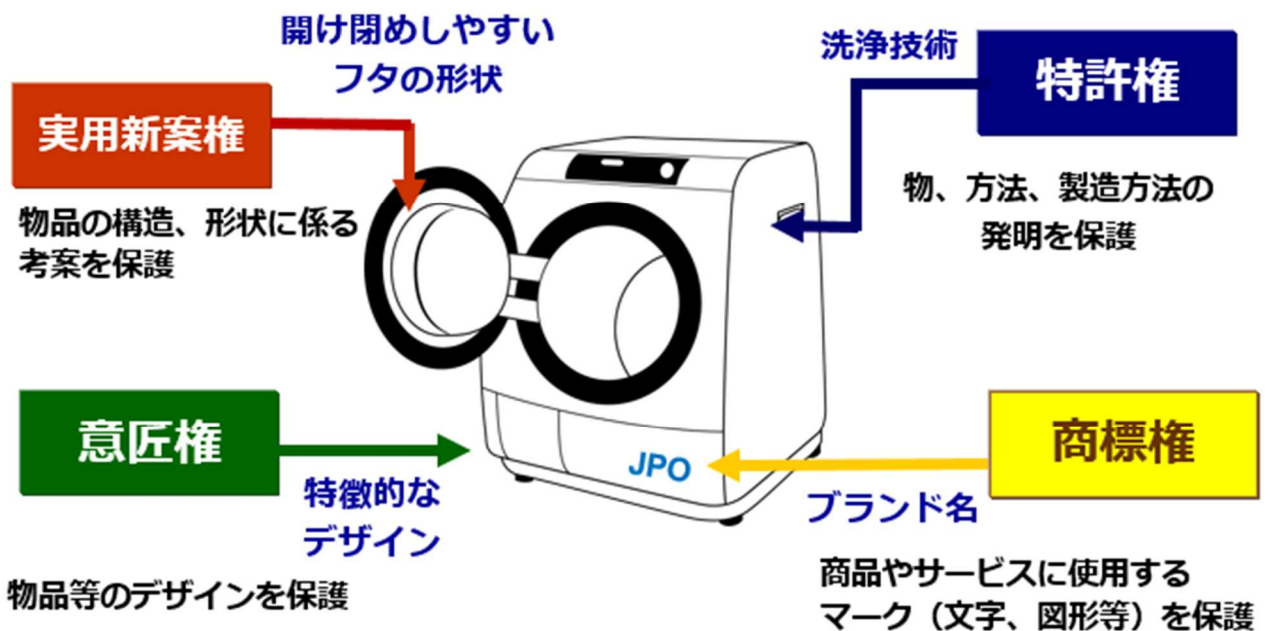 開け閉めしやすい
フタの形状
実用新案権
物品の構造、形状に係る
考案を保護
洗浄技術
特許権
物、方法、製造方法の
発明を保護
意匠権
特徴的な
デザイン
物品等のデザインを保護
JPO
商標権
ブランド名
商品やサービスに使用する
マーク（文字、図形等）を保護